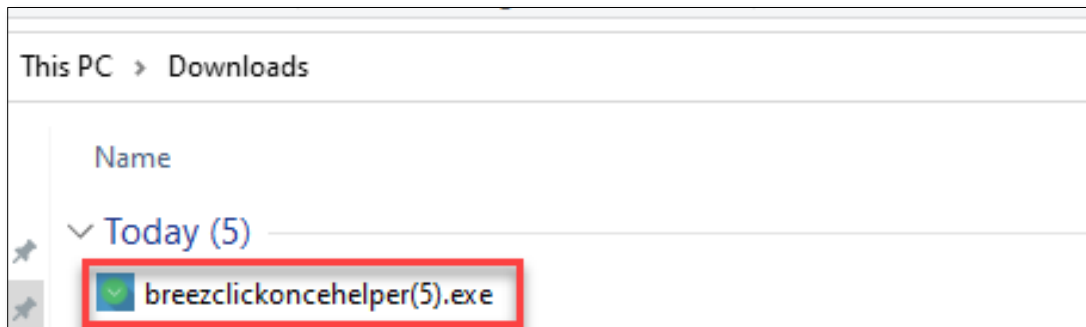 This PC > Downloads
Name
Today (5)
breezclickoncehelper(5).exe